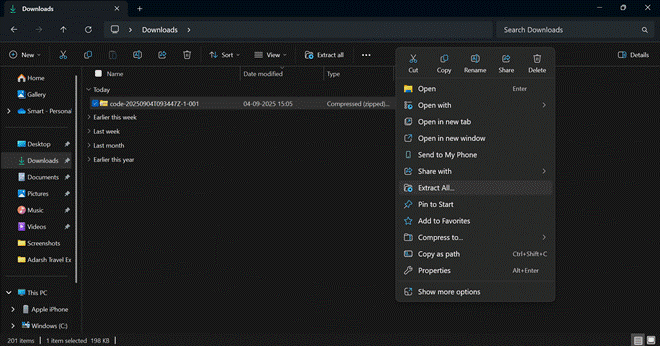 Downloads
Downloads
Search Downloads
New
Sort
View
Extract all
Details
Home
Gallery
Smart - Personal
Desktop
Downloads
Documents
Pictures
Music
Videos
Screenshots
Adarsh Travel Ex
This PC
Apple iPhone
Windows (C:)
Name
Date modified
Type
Today
code-20250904T093447Z-1-001
04-09-2025 15:05
Compressed (zipped)...
Earlier this week
Last week
Last month
Earlier this year
Cut
Copy
Rename
Share
Delete
Open
Enter
Open with
Open in new tab
Open in new window
Send to My Phone
Share with
Extract All...
Pin to Start
Add to Favorites
Compress to...
Copy as path
Ctrl+Shift+C
Properties
Alt+Enter
Show more options
201 items
1 item selected 198 KB